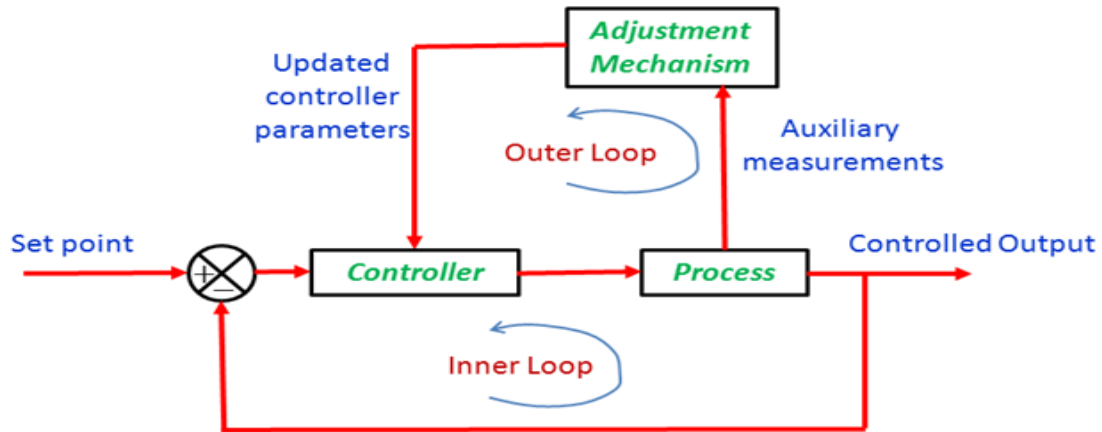 Adjustment
Mechanism
Updated
controller
parameters
Auxiliary
measurements
Outer Loop
Set point
Controlled Output
+
−
Controller
Process
Inner Loop